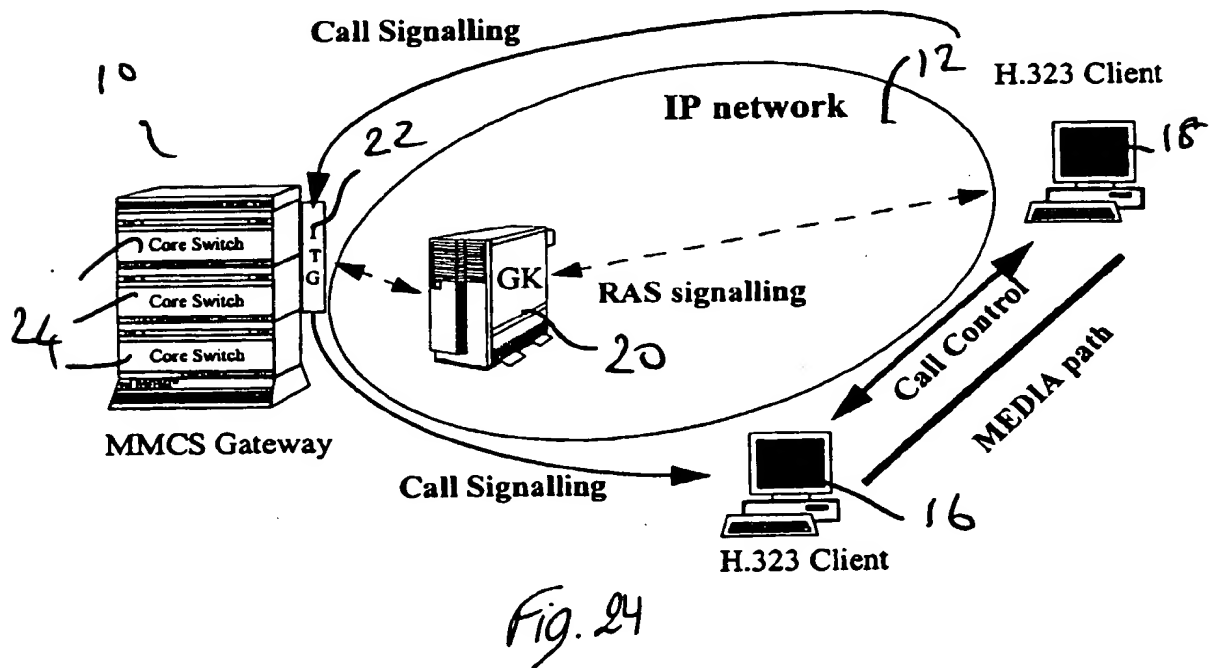 Call Signalling
10
12
H.323 Client
IP network
22
18
ITG
Core Switch
GK
RAS signalling
Core Switch
24
20
Core Switch
Call Control
MEDIA path
MMCS Gateway
Call Signalling
16
H.323 Client
Fig. 24